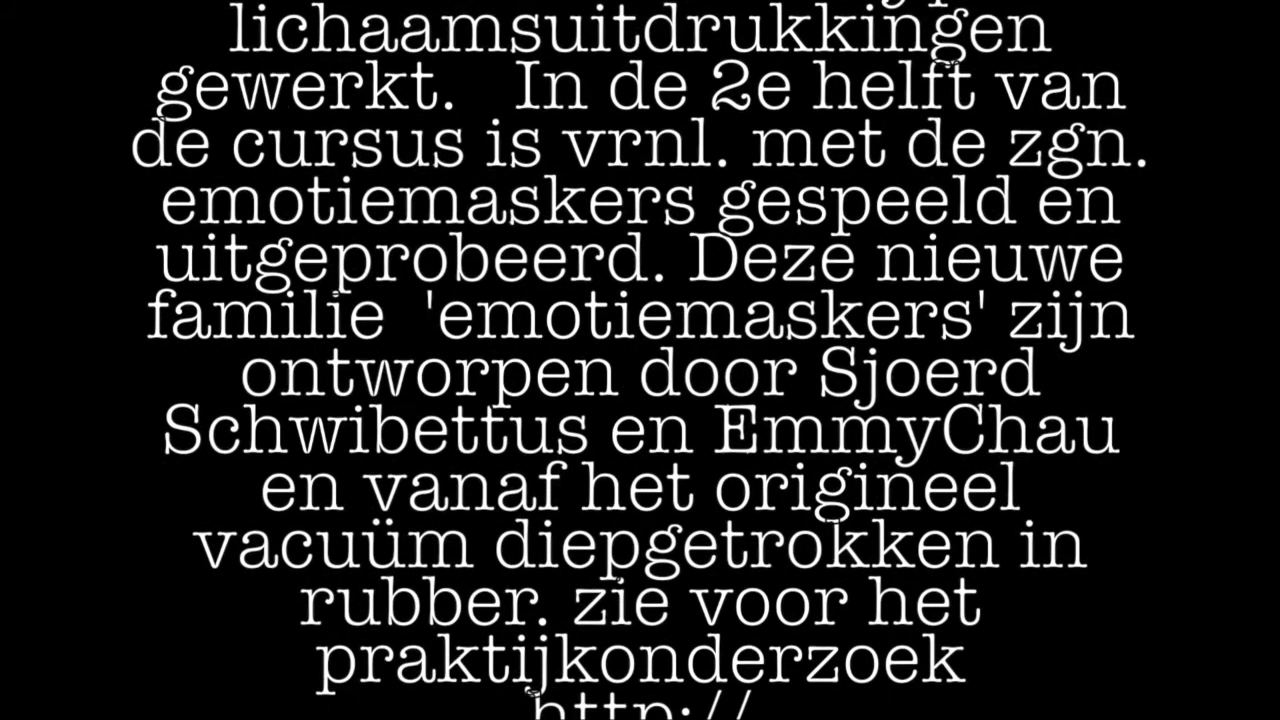 lichaamsuitdrukkingen
gewerkt.   In de 2e helft van
de cursus is vrnl. met de zgn.
emotiemaskers gespeeld en
uitgeprobeerd. Deze nieuwe
familie  'emotiemaskers' zijn
ontworpen door Sjoerd
Schwibettus en EmmyChau
en vanaf het origineel
vacuüm diepgetrokken in
rubber. zie voor het
praktijkonderzoek
http://